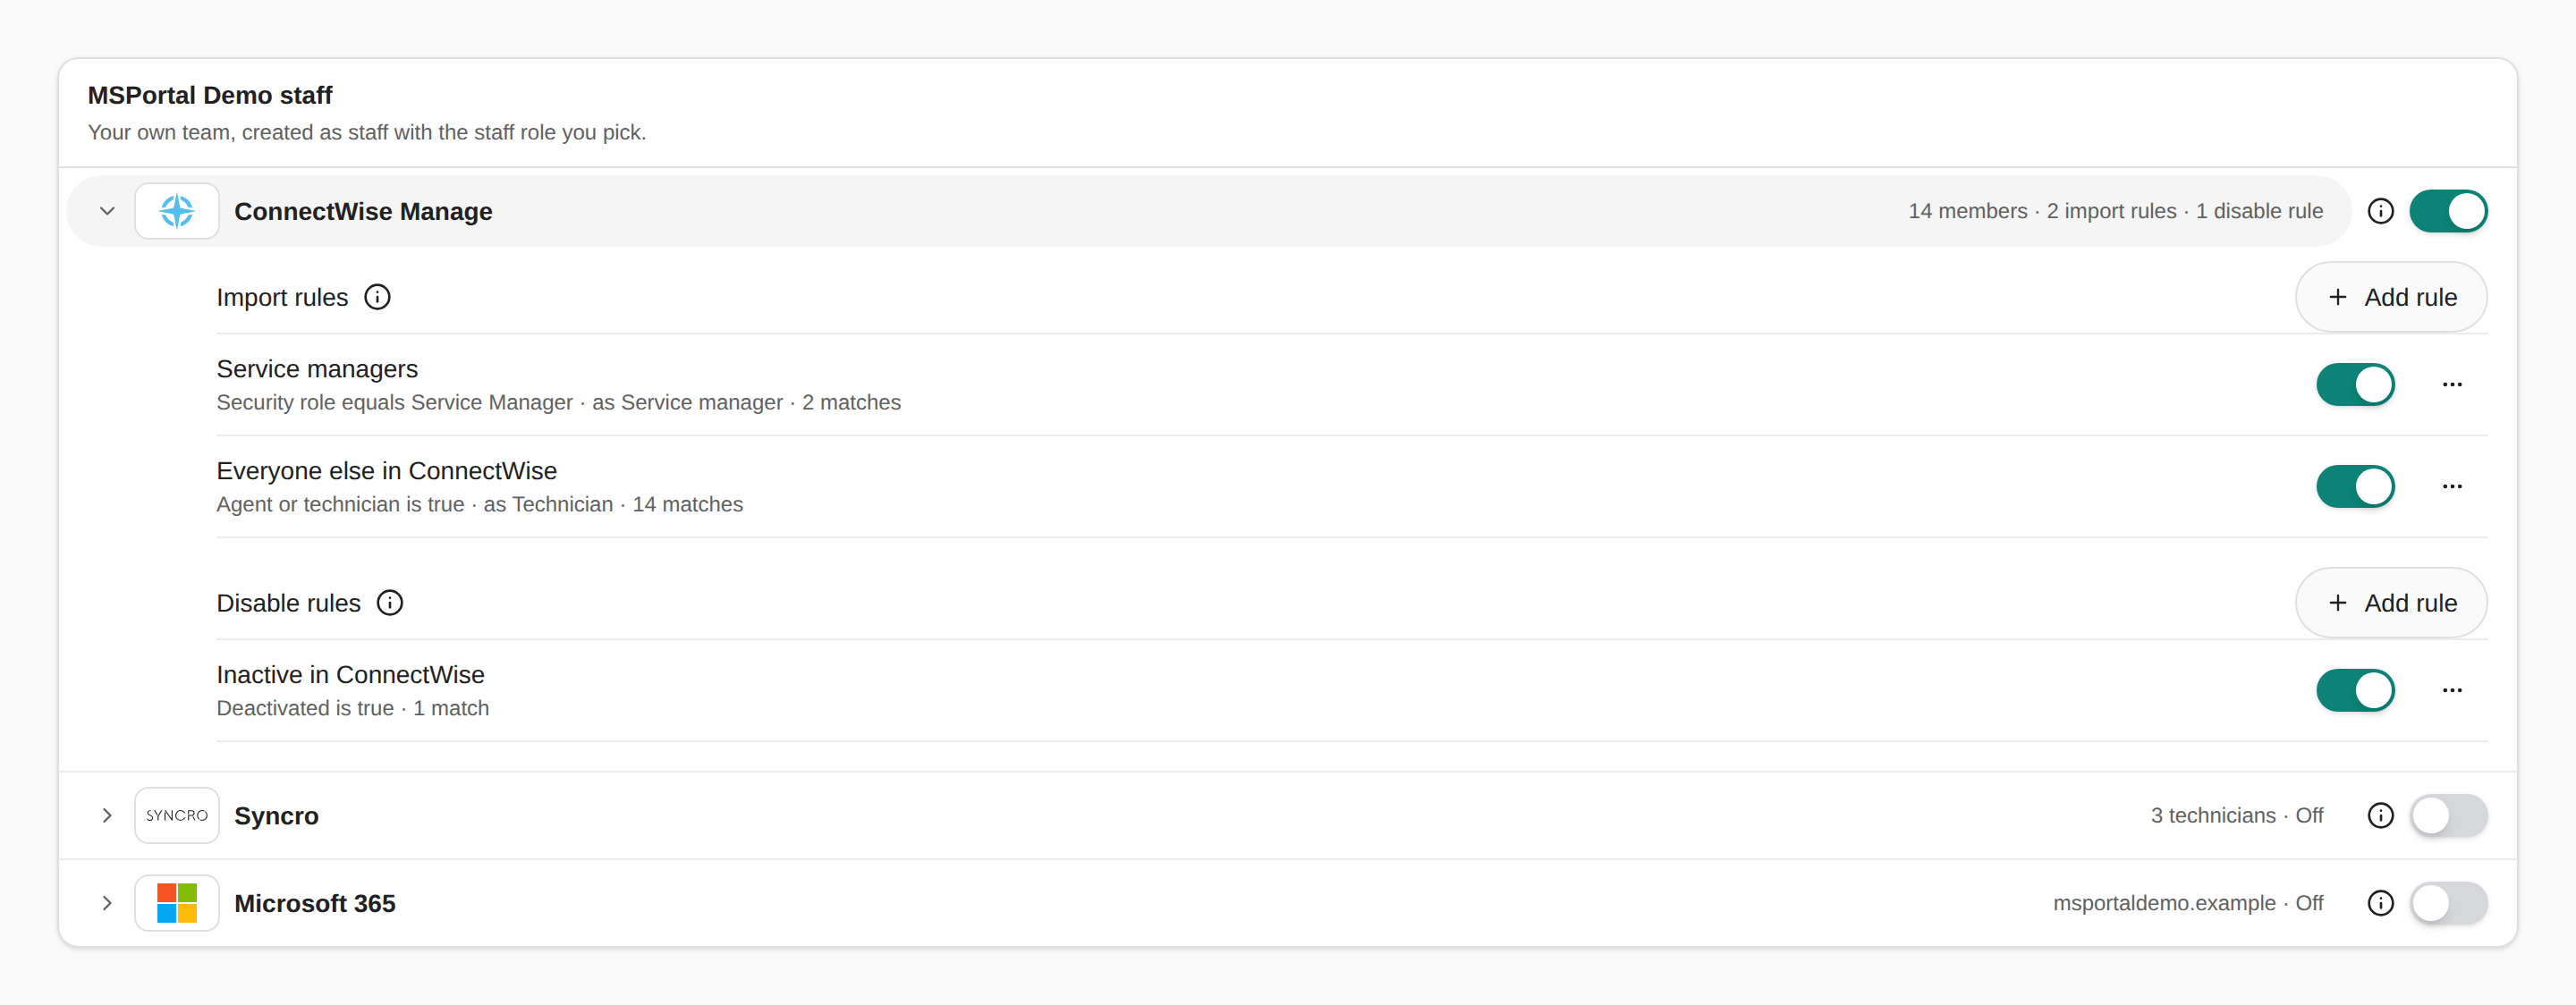 MSPortal Demo staff
Your own team, created as staff with the staff role you pick.
ConnectWise Manage
14 members · 2 import rules · 1 disable rule
Import rules
Add rule
Service managers
Security role equals Service Manager · as Service manager · 2 matches
Everyone else in ConnectWise
Agent or technician is true · as Technician · 14 matches
Disable rules
Add rule
Inactive in ConnectWise
Deactivated is true · 1 match
SYNCRO
Syncro
3 technicians · Off
Microsoft 365
msportaldemo.example · Off